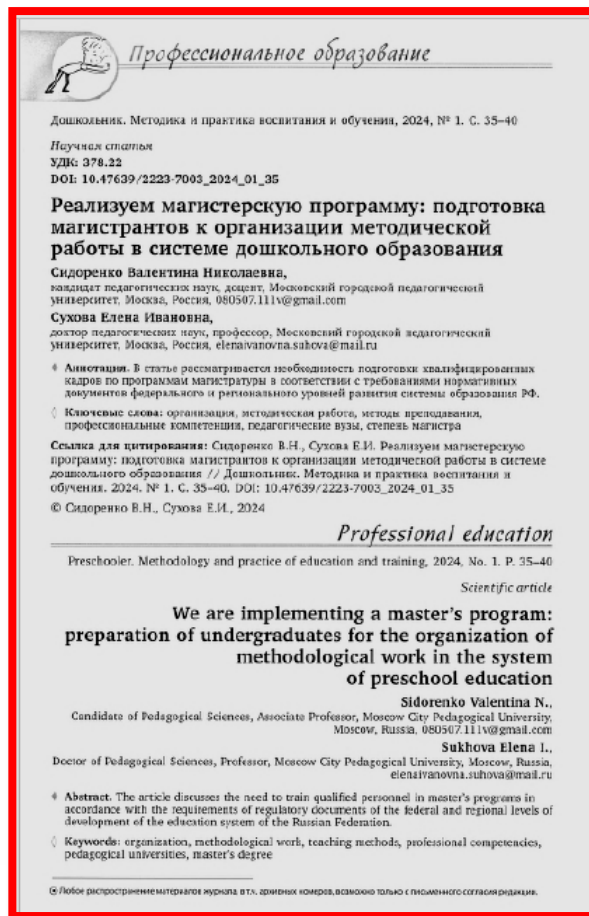 Профессиональное образование
Дошкольник. Методика и практика воспитания и обучения, 2024, № 1. С. 35–40
Научная статья
УДК: 378.22
DOI: 10.47639/2223-7003_2024_01_35
Реализуем магистерскую программу: подготовка
магистрантов к организации методической
работы в системе дошкольного образования
Сидоренко Валентина Николаевна,
кандидат педагогических наук, доцент, Московский городской педагогический
университет, Москва, Россия, 080507.111v@gmail.com
Сухова Елена Ивановна,
доктор педагогических наук, профессор, Московский городской педагогический
университет, Москва, Россия, elenaivanovna.suhova@mail.ru
Аннотация. В статье рассматривается необходимость подготовки квалифицированных
кадров по программам магистратуры в соответствии с требованиями нормативных
документов федерального и регионального уровней развития системы образования РФ.
Ключевые слова: организация, методическая работа, методы преподавания,
профессиональные компетенции, педагогические вузы, степень магистра
Ссылка для цитирования: Сидоренко В.Н., Сухова Е.И. Реализуем магистерскую
программу: подготовка магистрантов к организации методической работы в системе
дошкольного образования // Дошкольник. Методика и практика воспитания и
обучения. 2024. № 1. С. 35–40. DOI: 10.47639/2223-7003_2024_01_35
© Сидоренко В.Н., Сухова Е.И., 2024
Professional education
Preschooler. Methodology and practice of education and training, 2024, No. 1. P. 35–40
Scientific article
We are implementing a master's program:
preparation of undergraduates for the organization of
methodological work in the system
of preschool education
Sidorenko Valentina N.,
Candidate of Pedagogical Sciences, Associate Professor, Moscow City Pedagogical University,
Moscow, Russia, 080507.111v@gmail.com
Sukhova Elena I.,
Doctor of Pedagogical Sciences, Professor, Moscow City Pedagogical University, Moscow, Russia,
elenaivanovna.suhova@mail.ru
Abstract. The article discusses the need to train qualified personnel in master's programs in
accordance with the requirements of regulatory documents of the federal and regional levels of
development of the education system of the Russian Federation.
Keywords: organization, methodological work, teaching methods, professional competencies,
pedagogical universities, master's degree
Любое распространение материалов журнала, в т.ч. архивных номеров, возможно только с письменного согласия редакции.